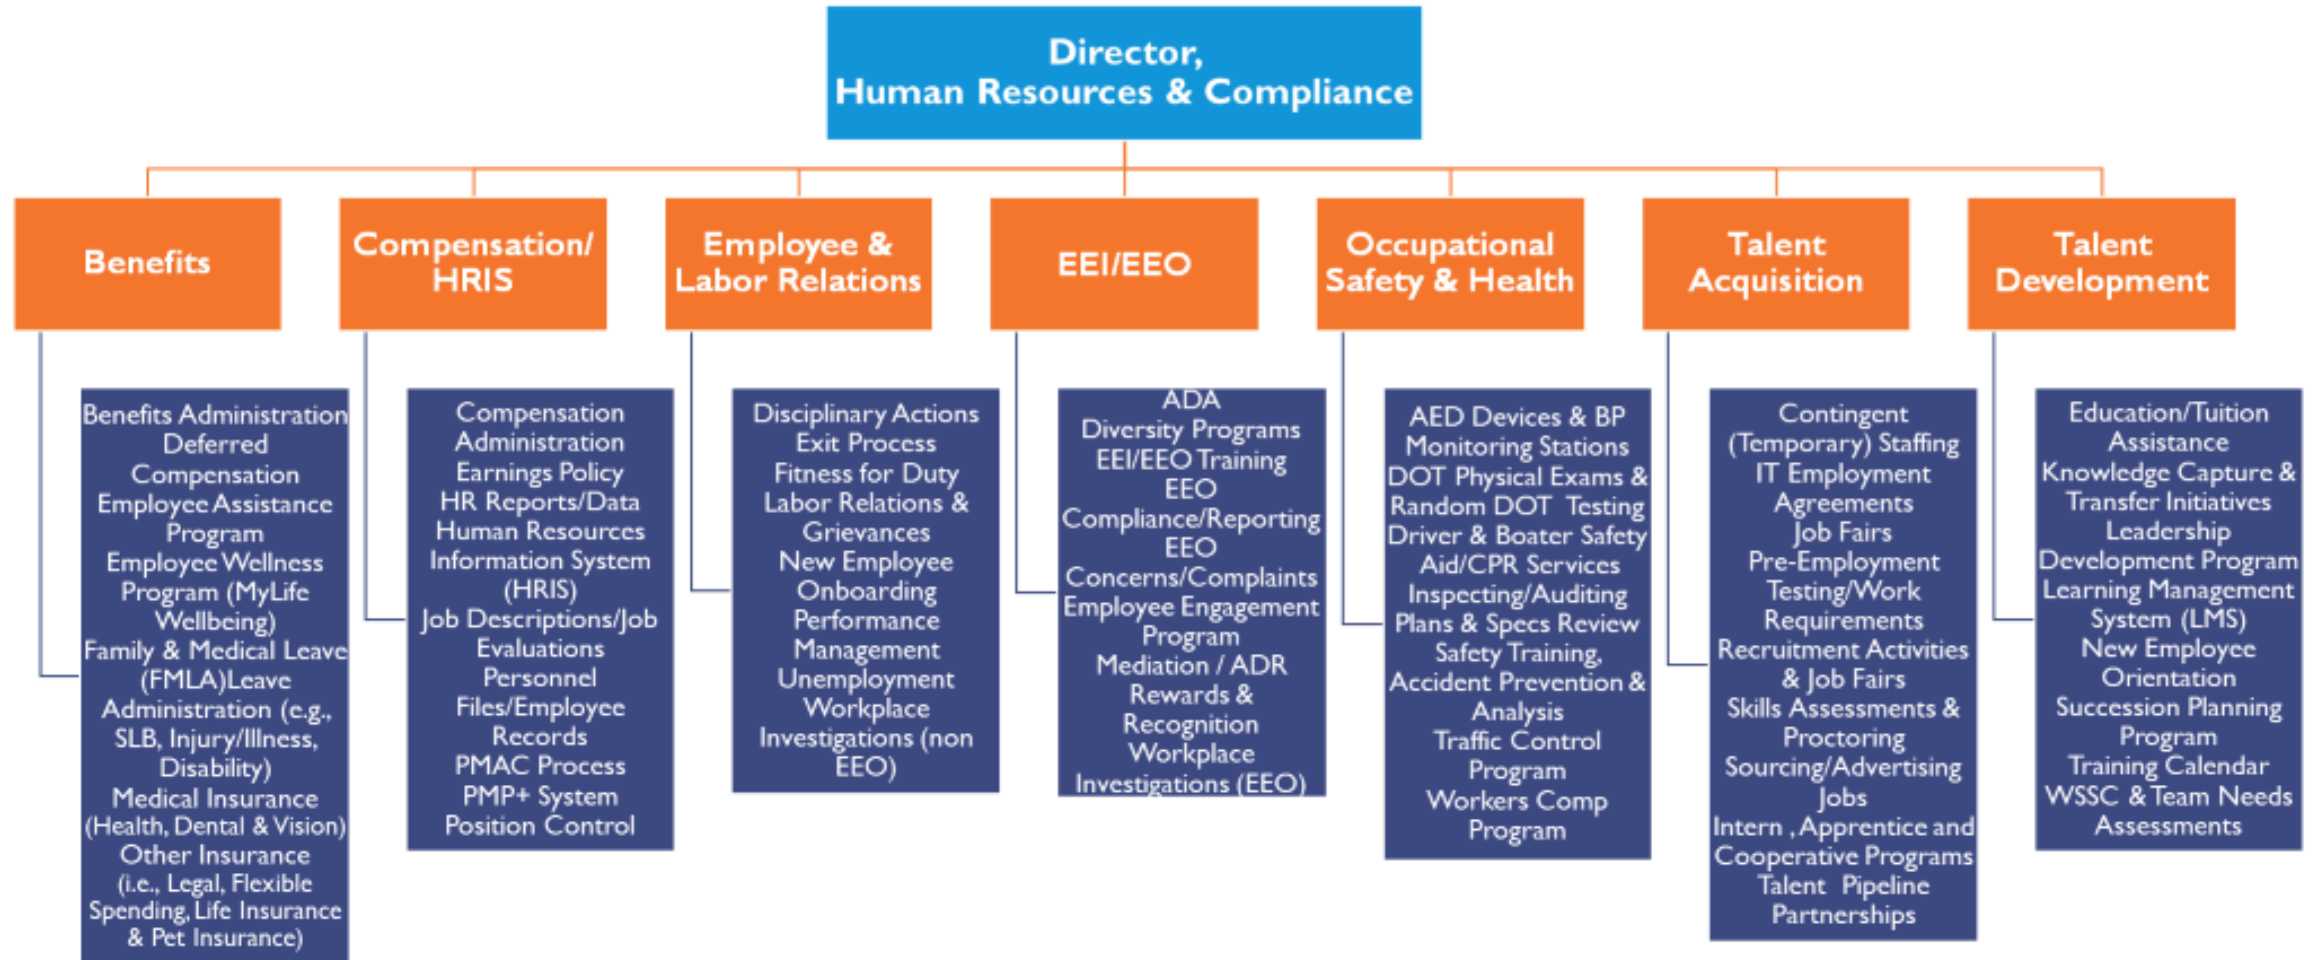 Director,
Human Resources & Compliance
Benefits
Benefits Administration
Deferred
Compensation
Employee Assistance
Program
Employee Wellness
Program (MyLife
Wellbeing)
Family & Medical Leave
(FMLA)Leave
Administration (e.g.,
SLB, Injury/Illness,
Disability)
Medical Insurance
(Health, Dental & Vision)
Other Insurance
(i.e., Legal, Flexible
Spending, Life Insurance
& Pet Insurance)
Compensation/
HRIS
Compensation
Administration
Earnings Policy
HR Reports/Data
Human Resources
Information System
(HRIS)
Job Descriptions/Job
Evaluations
Personnel
Files/Employee
Records
PMAC Process
PMP+ System
Position Control
Employee &
Labor Relations
Disciplinary Actions
Exit Process
Fitness for Duty
Labor Relations &
Grievances
New Employee
Onboarding
Performance
Management
Unemployment
Workplace
Investigations (non
EEO)
EEI/EEO
ADA
Diversity Programs
EEI/EEO Training
EEO
Compliance/Reporting
EEO
Concerns/Complaints
Employee Engagement
Program
Mediation / ADR
Rewards &
Recognition
Workplace
Investigations (EEO)
Occupational
Safety & Health
AED Devices & BP
Monitoring Stations
DOT Physical Exams &
Random DOT Testing
Driver & Boater Safety
Aid/CPR Services
Inspecting/Auditing
Plans & Specs Review
Safety Training,
Accident Prevention &
Analysis
Traffic Control
Program
Workers Comp
Program
Talent
Acquisition
Contingent
(Temporary) Staffing
IT Employment
Agreements
Job Fairs
Pre-Employment
Testing/Work
Requirements
Recruitment Activities
& Job Fairs
Skills Assessments &
Proctoring
Sourcing/Advertising
Jobs
Intern , Apprentice and
Cooperative Programs
Talent Pipeline
Partnerships
Talent
Development
Education/Tuition
Assistance
Knowledge Capture &
Transfer Initiatives
Leadership
Development Program
Learning Management
System (LMS)
New Employee
Orientation
Succession Planning
Program
Training Calendar
WSSC & Team Needs
Assessments